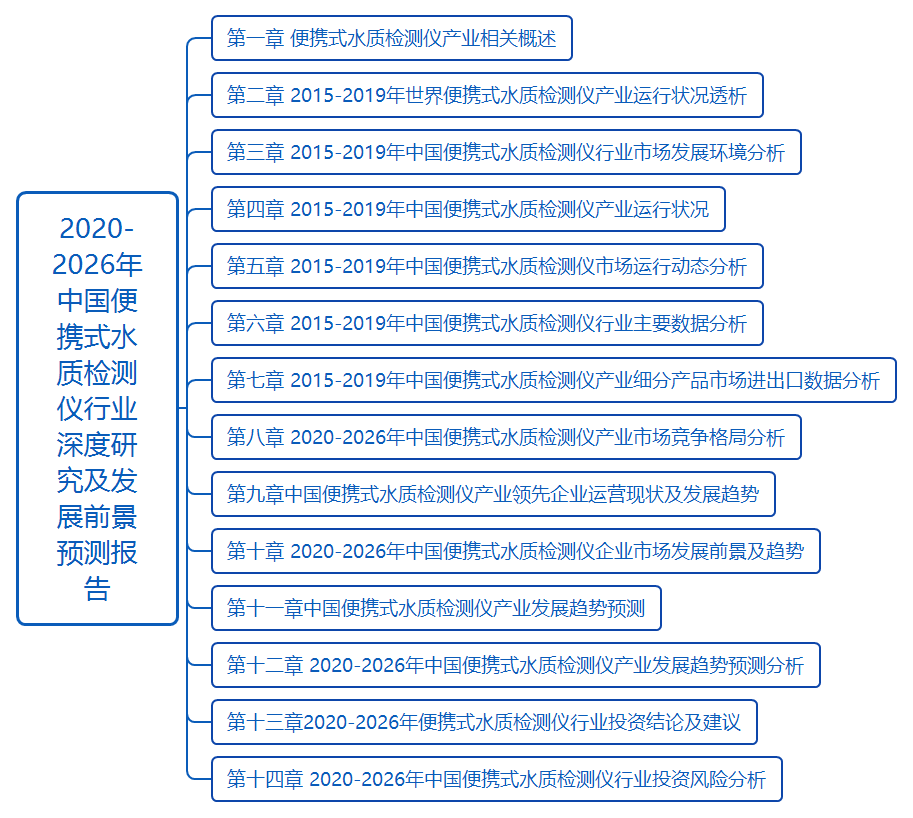 2020-
2026年
中国便
携式水
质检测
仪行业
深度研
究及发
展前景
预测报
告
第一章 便携式水质检测仪产业相关概述
第二章 2015-2019年世界便携式水质检测仪产业运行状况透析
第三章 2015-2019年中国便携式水质检测仪行业市场发展环境分析
第四章 2015-2019年中国便携式水质检测仪产业运行状况
第五章 2015-2019年中国便携式水质检测仪市场运行动态分析
第六章 2015-2019年中国便携式水质检测仪行业主要数据分析
第七章 2015-2019年中国便携式水质检测仪产业细分产品市场进出口数据分析
第八章 2020-2026年中国便携式水质检测仪产业市场竞争格局分析
第九章中国便携式水质检测仪产业领先企业运营现状及发展趋势
第十章 2020-2026年中国便携式水质检测仪企业市场发展前景及趋势
第十一章中国便携式水质检测仪产业发展趋势预测
第十二章 2020-2026年中国便携式水质检测仪产业发展趋势预测分析
第十三章2020-2026年便携式水质检测仪行业投资结论及建议
第十四章 2020-2026年中国便携式水质检测仪行业投资风险分析